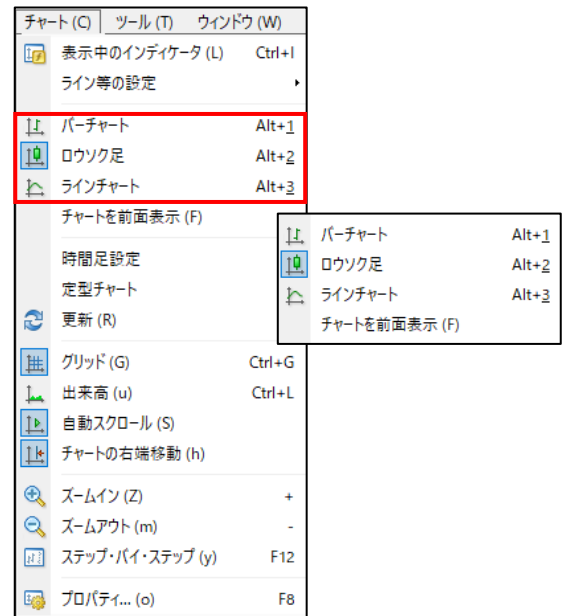 チャート (C) ツール (T) ウィンドウ (W)
表示中のインディケータ (L) Ctrl+I
ライン等の設定
バーチャート Alt+1
ロウソク足 Alt+2
ラインチャート Alt+3
チャートを前面表示 (F)
時間足設定
定型チャート
更新 (R)
グリッド (G) Ctrl+G
出来高 (u) Ctrl+L
自動スクロール (S)
チャートの右端移動 (h)
ズームイン (Z) +
ズームアウト (m) -
ステップ・バイ・ステップ (y) F12
プロパティ... (o) F8
バーチャート Alt+1
ロウソク足 Alt+2
ラインチャート Alt+3
チャートを前面表示 (F)